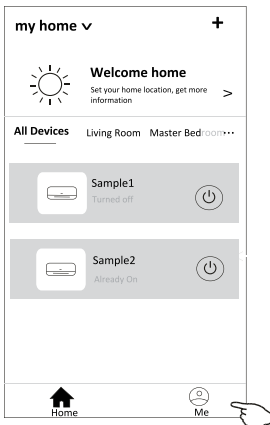 my home
Welcome home
Set your home location, get more
information
All Devices Living Room Master Bedroom...
Sample1
Turned off
Sample2
Already On
Home Me